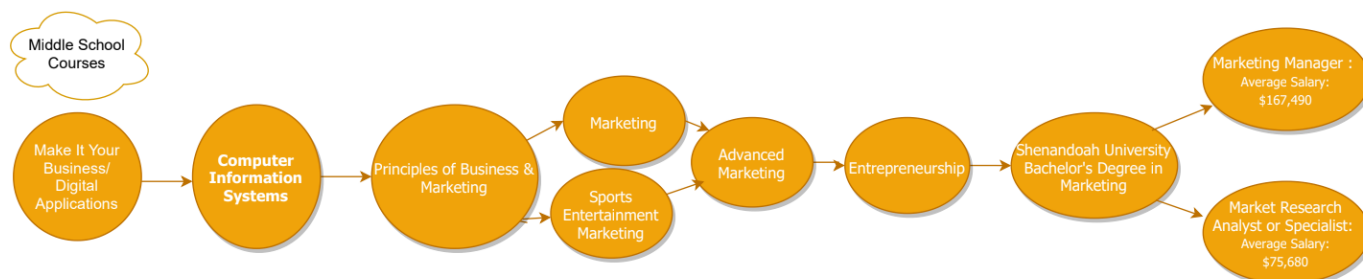 Middle School
Courses
Make It Your
Business/
Digital
Applications
Computer
Information
Systems
Principles of Business &
Marketing
Marketing
Sports
Entertainment
Marketing
Advanced
Marketing
Entrepreneurship
Shenandoah University
Bachelor's Degree in
Marketing
Marketing Manager :
Average Salary:
$167,490
Market Research
Analyst or Specialist:
Average Salary:
$75,680